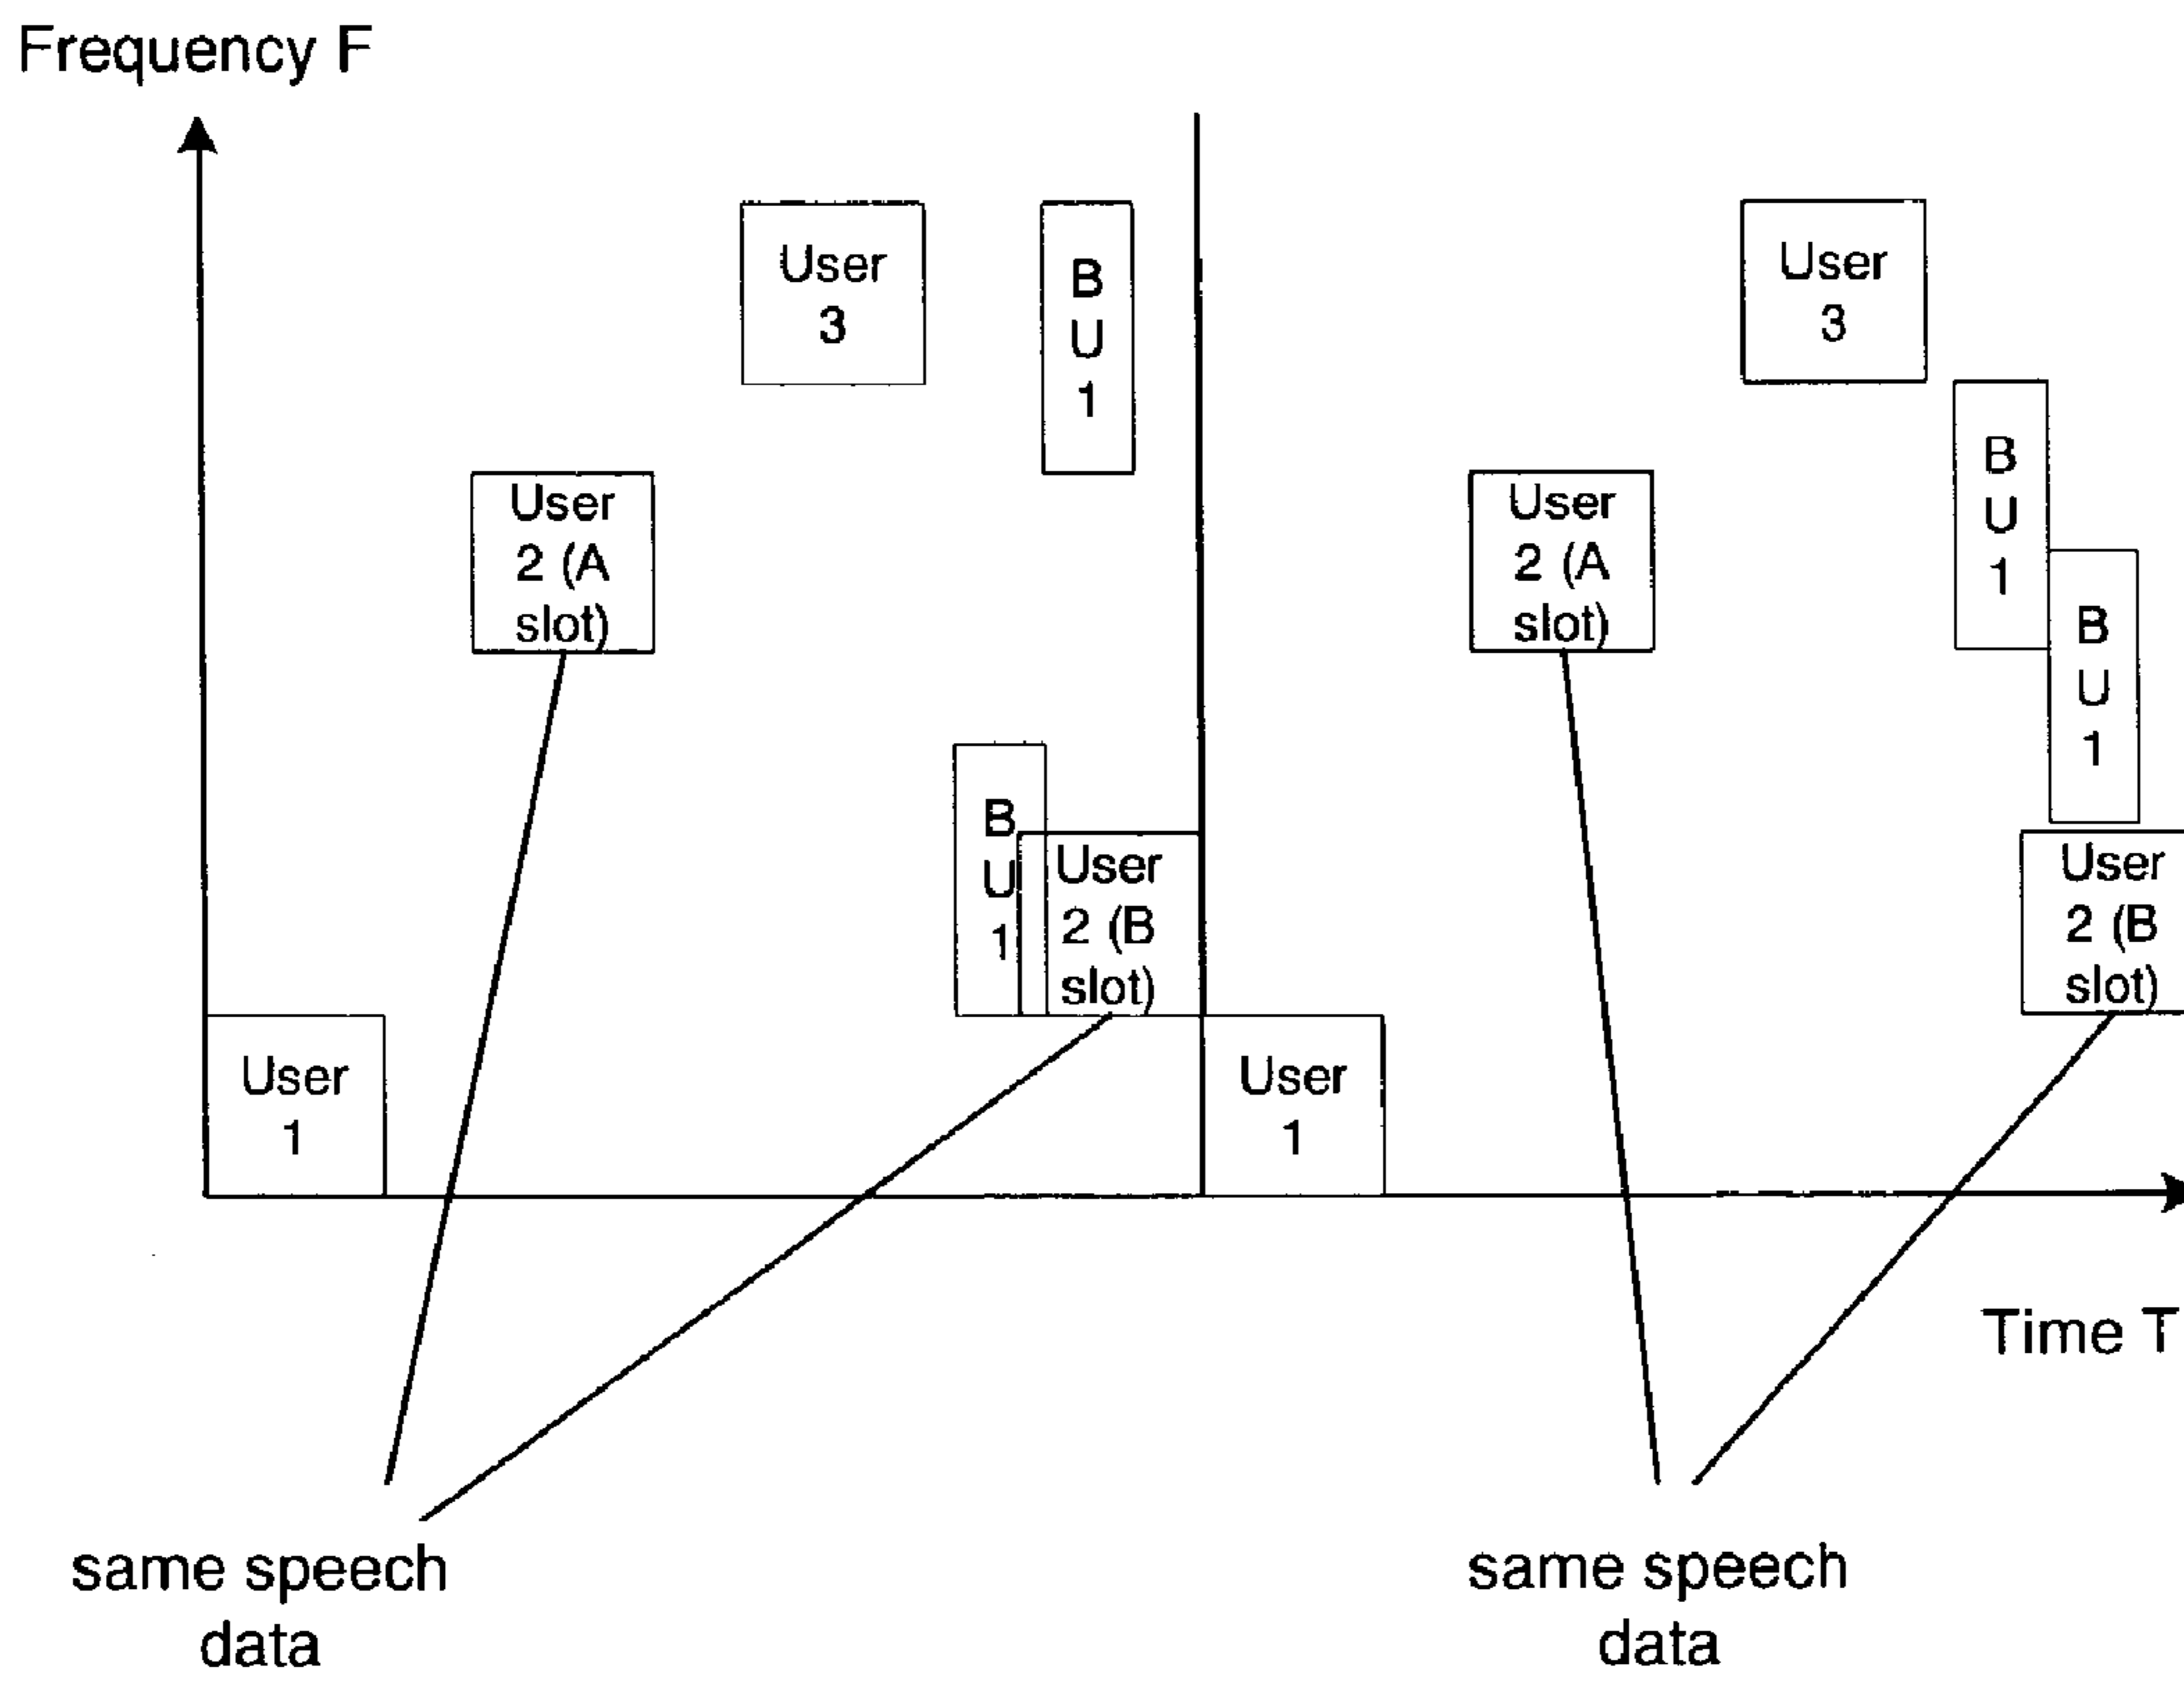 Frequency F
User
3
B
U
1
User
3
B
U
1
User
2 (A
slot)
User
2 (A
slot)
B
U
1
B
U
1
User
2 (B
slot)
User
2 (B
slot)
User
1
User
1
Time T
same speech
data
same speech
data